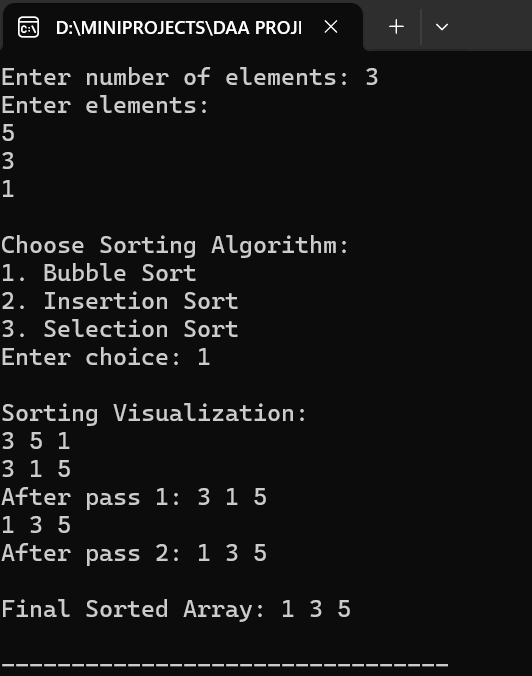 D:\MINIPROJECTS\DAA PROJ
Enter number of elements: 3
Enter elements:
5
3
1
Choose Sorting Algorithm:
1. Bubble Sort
2. Insertion Sort
3. Selection Sort
Enter choice: 1
Sorting Visualization:
3 5 1
3 1 5
After pass 1: 3 1 5
1 3 5
After pass 2: 1 3 5
Final Sorted Array: 1 3 5
--------------------------------